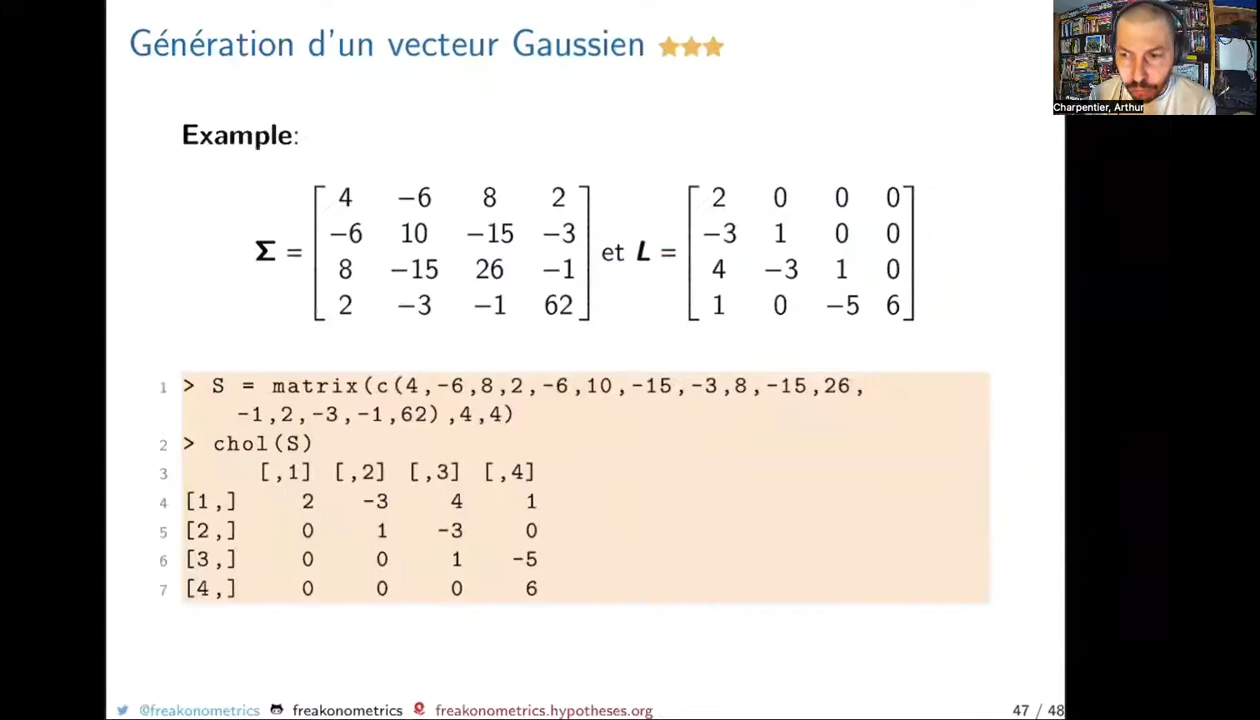 Génération d'un vecteur Gaussien ★★★
Charpentier, Arthur
Example:
Σ = [4 −6 8 2; −6 10 −15 −3; 8 −15 26 −1; 2 −3 −1 62] et L = [2 0 0 0; −3 1 0 0; 4 −3 1 0; 1 0 −5 6]
1 > S = matrix(c(4,-6,8,2,-6,10,-15,-3,8,-15,26,
-1,2,-3,-1,62),4,4)
2 > chol(S)
3 [,1] [,2] [,3] [,4]
4 [1,] 2 -3 4 1
5 [2,] 0 1 -3 0
6 [3,] 0 0 1 -5
7 [4,] 0 0 0 6
@freakonometrics freakonometrics freakonometrics.hypotheses.org 47 / 48